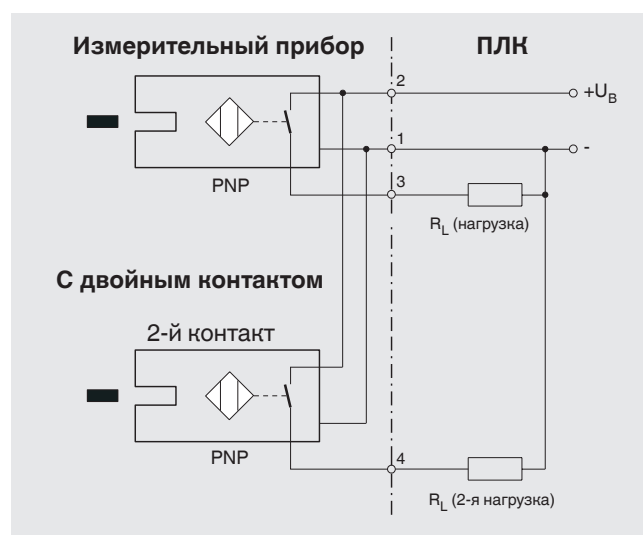 Измерительный прибор
ПЛК
2
+U_B
1
-
3
PNP
R_L (нагрузка)
С двойным контактом
2-й контакт
PNP
4
R_L (2-я нагрузка)